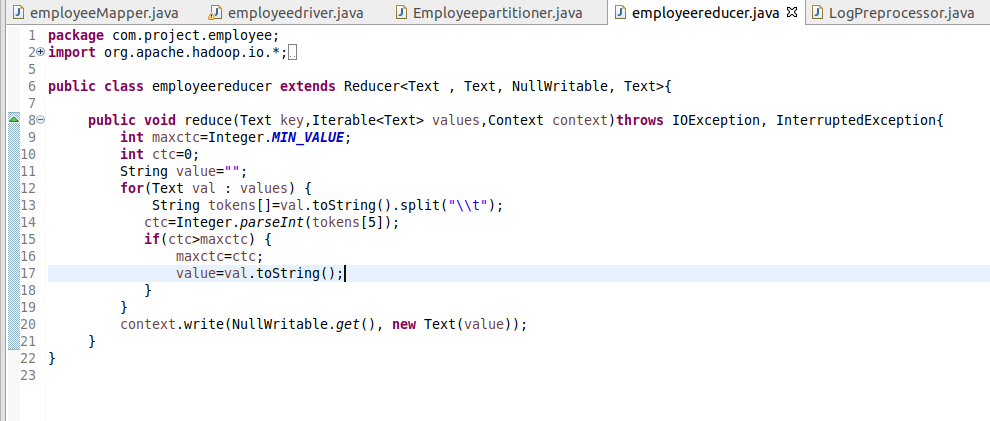 employeeMapper.java employeedriver.java Employeepartitioner.java employeereducer.java LogPreprocessor.java
1 package com.project.employee;
2 import org.apache.hadoop.io.*;
5
6 public class employeereducer extends Reducer<Text , Text, NullWritable, Text>{
7
8 public void reduce(Text key,Iterable<Text> values,Context context)throws IOException, InterruptedException{
9 int maxctc=Integer.MIN_VALUE;
10 int ctc=0;
11 String value="";
12 for(Text val : values) {
13 String tokens[]=val.toString().split("\\t");
14 ctc=Integer.parseInt(tokens[5]);
15 if(ctc>maxctc) {
16 maxctc=ctc;
17 value=val.toString();
18 }
19 }
20 context.write(NullWritable.get(), new Text(value));
21 }
22 }
23